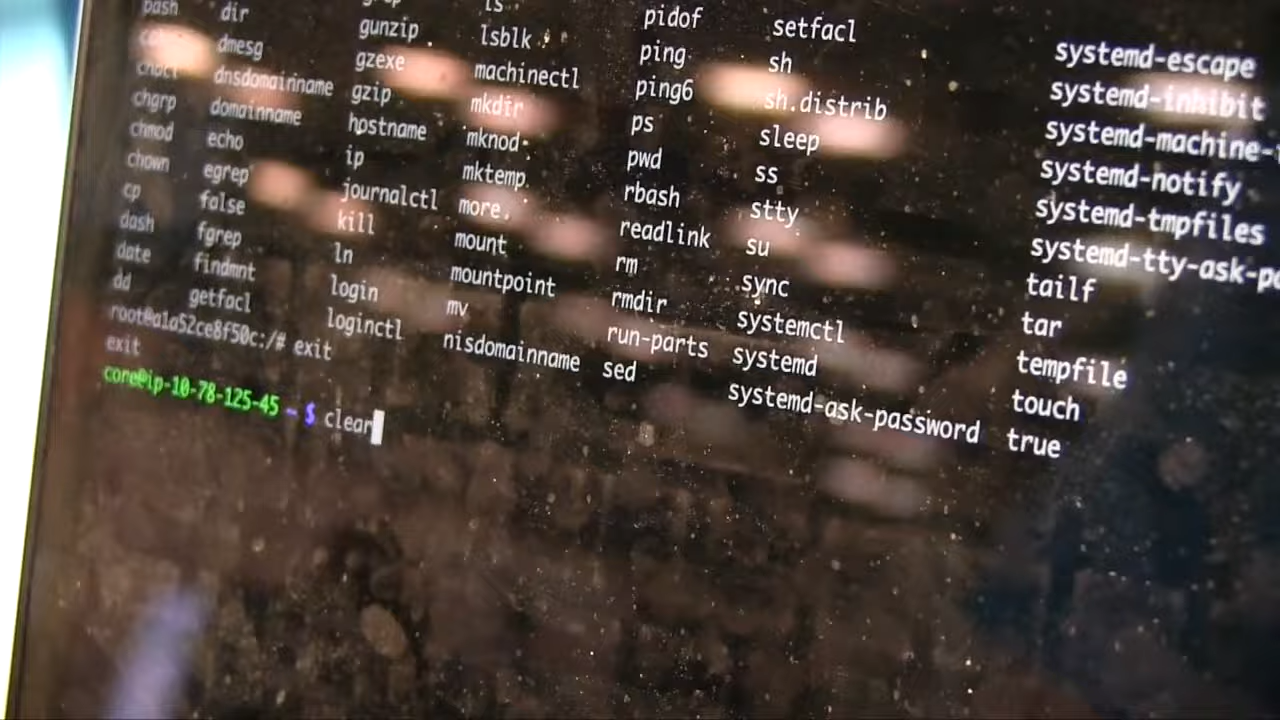 ls pidof setfacl systemd-escape
bash dir gunzip lsblk ping sh systemd-inhibit
dmesg gzexe machinectl ping6 sh.distrib systemd-machine-
chacl dnsdomainname gzip mkdir ps sleep systemd-notify
chgrp domainname hostname mknod pwd ss systemd-tmpfiles
chmod echo ip mktemp rbash stty systemd-tty-ask-pa
chown egrep journalctl more readlink su tailf
cp false kill mount rm sync tar
dash fgrep ln mountpoint rmdir systemctl tempfile
date findmnt login mv run-parts systemd touch
dd getfacl loginctl nisdomainname sed systemd-ask-password true
root@a1a52ce8f50c:/# exit
exit
core@ip-10-78-125-45 ~ $ clear